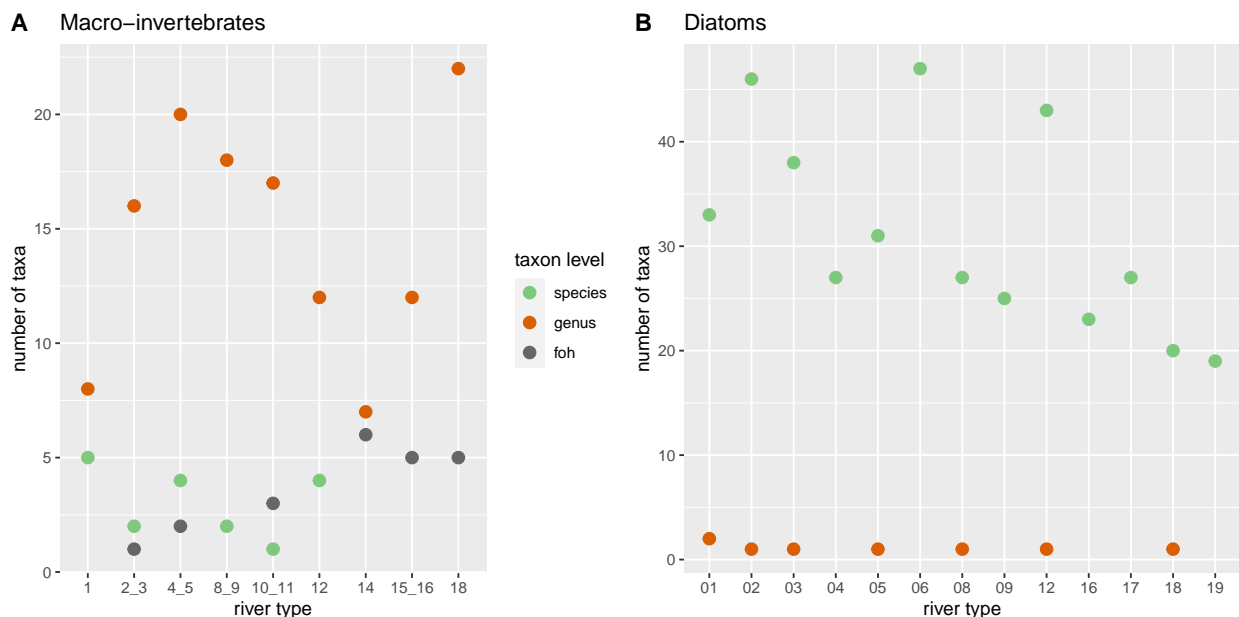 A Macro−invertebrates
number of taxa
20
15
10
5
0
1 2_3 4_5 8_9 10_11 12 14 15_16 18
river type
taxon level
species
genus
foh
B Diatoms
number of taxa
40
30
20
10
0
01 02 03 04 05 06 08 09 12 16 17 18 19
river type